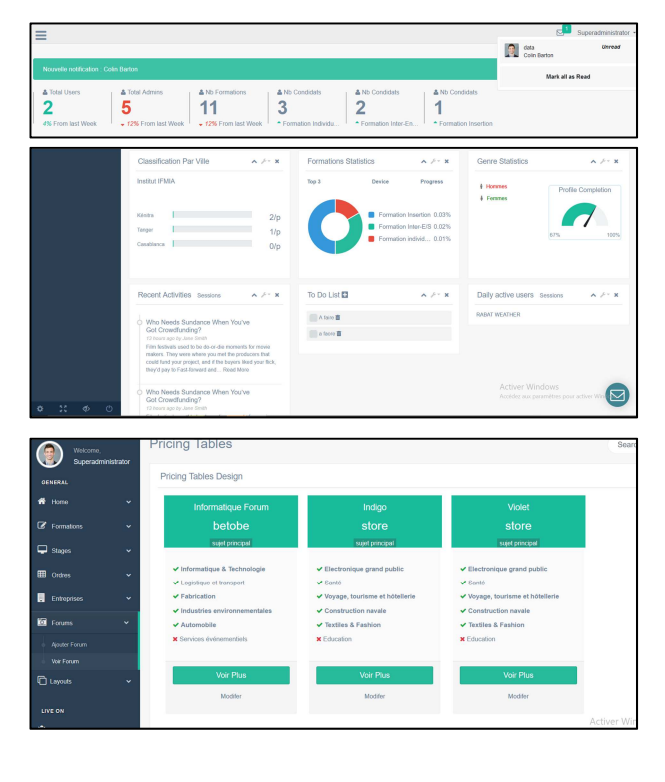 1
Superadministrator
data
Unread
Colin Barton
Mark all as Read
Nouvelle notification : Colin Barton
Total Users
Total Admins
Nb Formations
Nb Condidats
Nb Condidats
Nb Condidats
2
5
11
3
2
1
4% From last Week
12% From last Week
12% From last Week
Formation Individu...
Formation Inter-En...
Formation Insertion
Classification Par Ville
Institut IFMIA
Kénitra
2/p
Tanger
1/p
Casablanca
0/p
Formations Statistics
Top 3
Device
Progress
Formation Insertion 0.03%
Formation Inter-E/S 0.02%
Formation individ... 0.01%
Genre Statistics
Hommes
Femmes
Profile Completion
67%
100%
Recent Activities Sessions
Who Needs Sundance When You've
Got Crowdfunding?
13 hours ago by Jane Smith
Film festivals used to be do-or-die moments for movie
makers. They were where you met the producers that
could fund your project, and if the buyers liked your flick,
they'd pay to Fast-forward and... Read More
Who Needs Sundance When You've
Got Crowdfunding?
13 hours ago by Jane Smith
To Do List
A faire
a faire
Daily active users Sessions
RABAT WEATHER
Activer Windows
Accédez aux paramètres pour activer
Welcome,
Superadministrator
GENERAL
Home
Formations
Stages
Ordres
Entreprises
Forums
Ajouter Forum
Voir Forum
Layouts
LIVE ON
Pricing Tables
Sear
Pricing Tables Design
Informatique Forum
betobe
sujet principal
Informatique & Technologie
Logistique et transport
Fabrication
Industries environnementales
Automobile
Services événementiels
Voir Plus
Modifer
Indigo
store
sujet principal
Electronique grand public
Santé
Voyage, tourisme et hôtellerie
Construction navale
Textiles & Fashion
Education
Voir Plus
Modifer
Violet
store
sujet principal
Electronique grand public
Santé
Voyage, tourisme et hôtellerie
Construction navale
Textiles & Fashion
Education
Voir Plus
Modifer
Activer Win